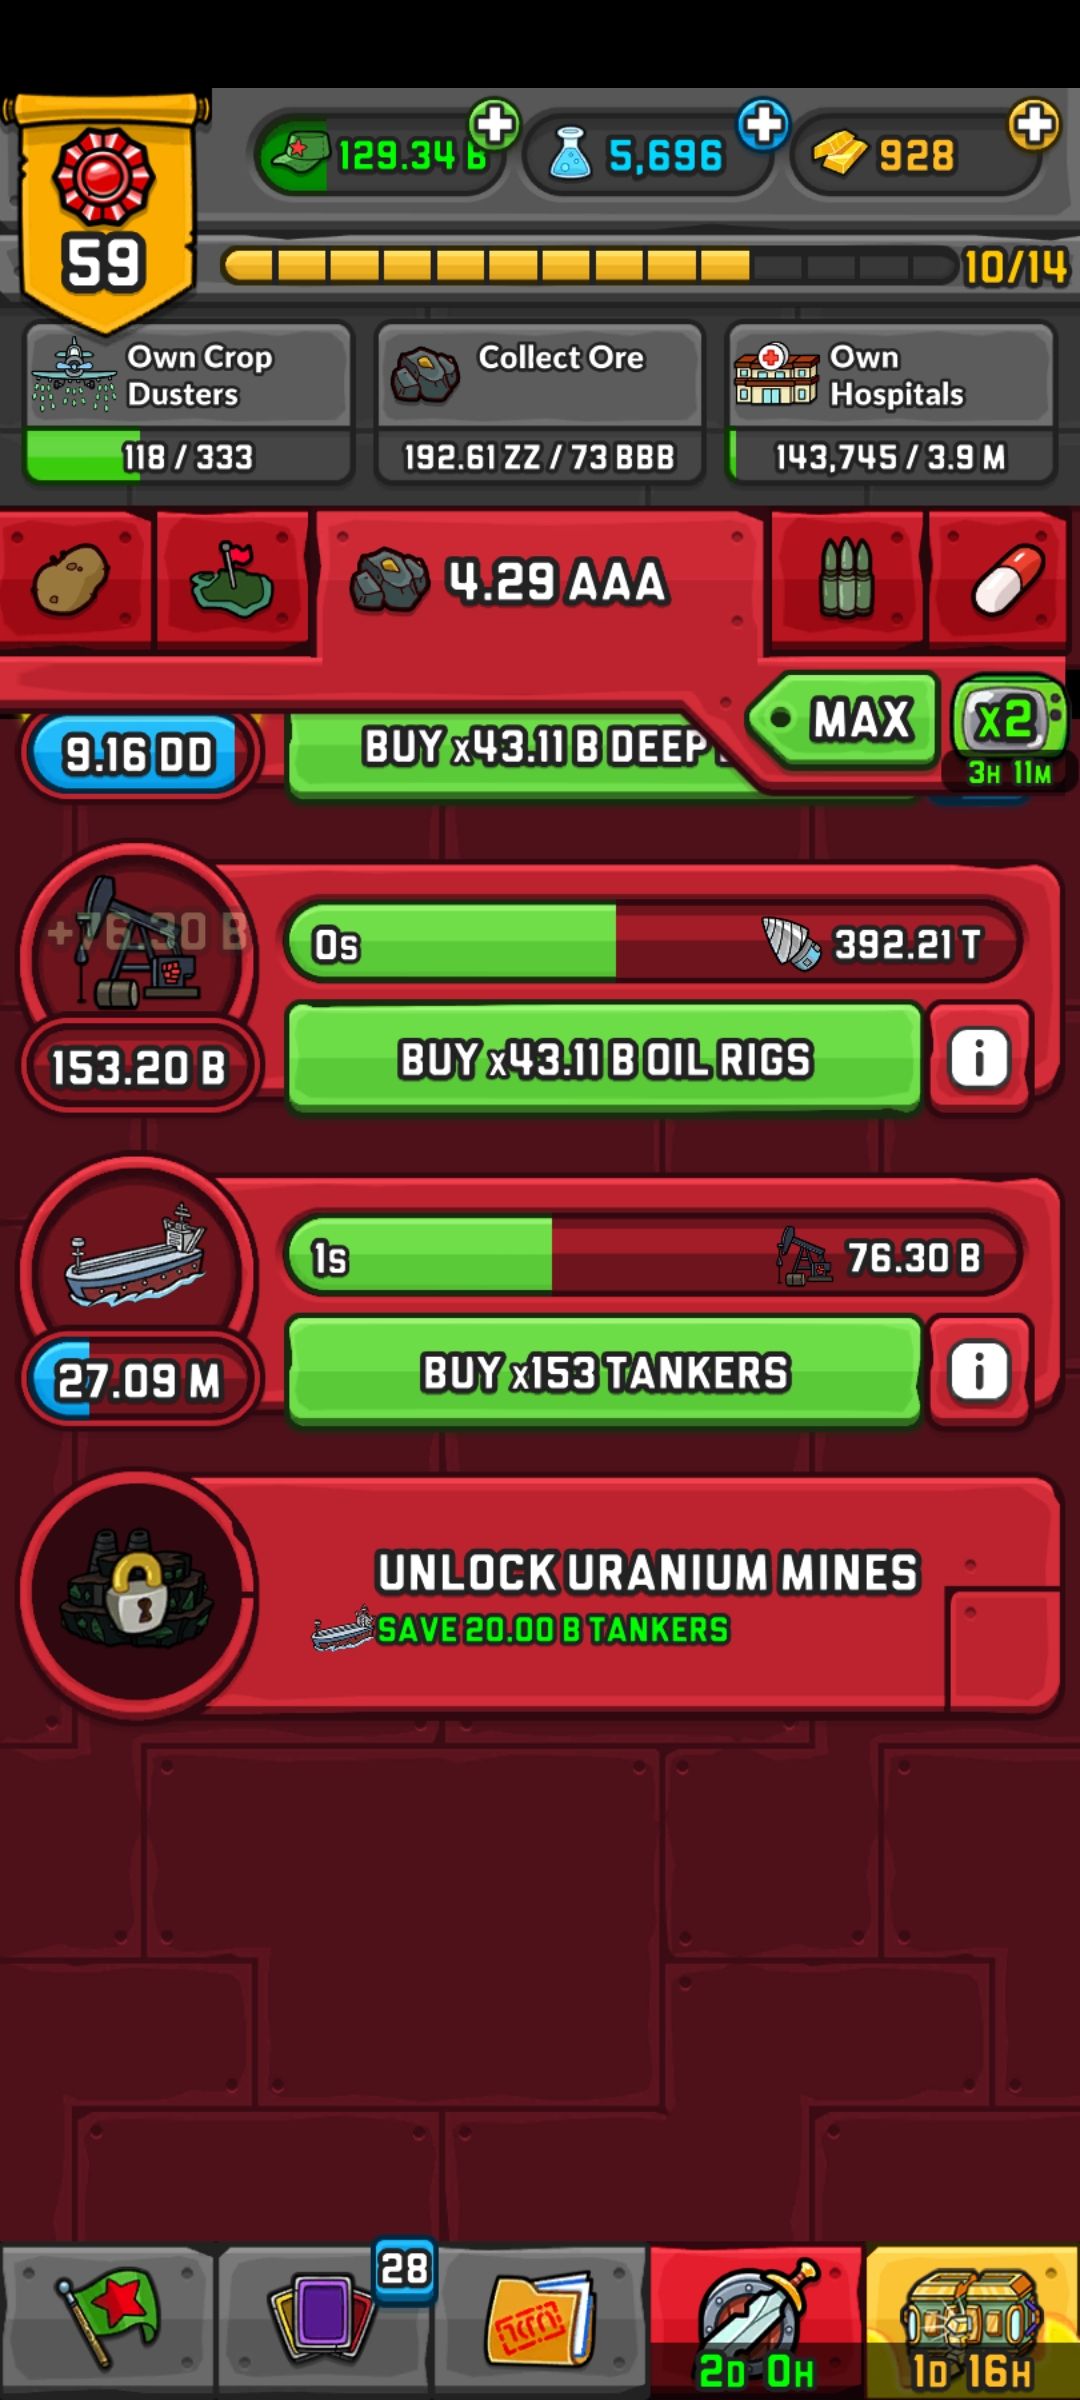 129.34 B
5,696
928
59
10/14
Own Crop
Dusters
118 / 333
Collect Ore
192.61 ZZ / 73 BBB
Own
Hospitals
143,745 / 3.9 M
4.29 AAA
MAX
x2
3H 11M
9.16 DD
BUY x43.11 B DEEP
+76.30 B
0s
392.21 T
153.20 B
BUY x43.11 B OIL RIGS
i
1s
76.30 B
27.09 M
BUY x153 TANKERS
i
UNLOCK URANIUM MINES
SAVE 20.00 B TANKERS
28
2D 0H
1D 16H